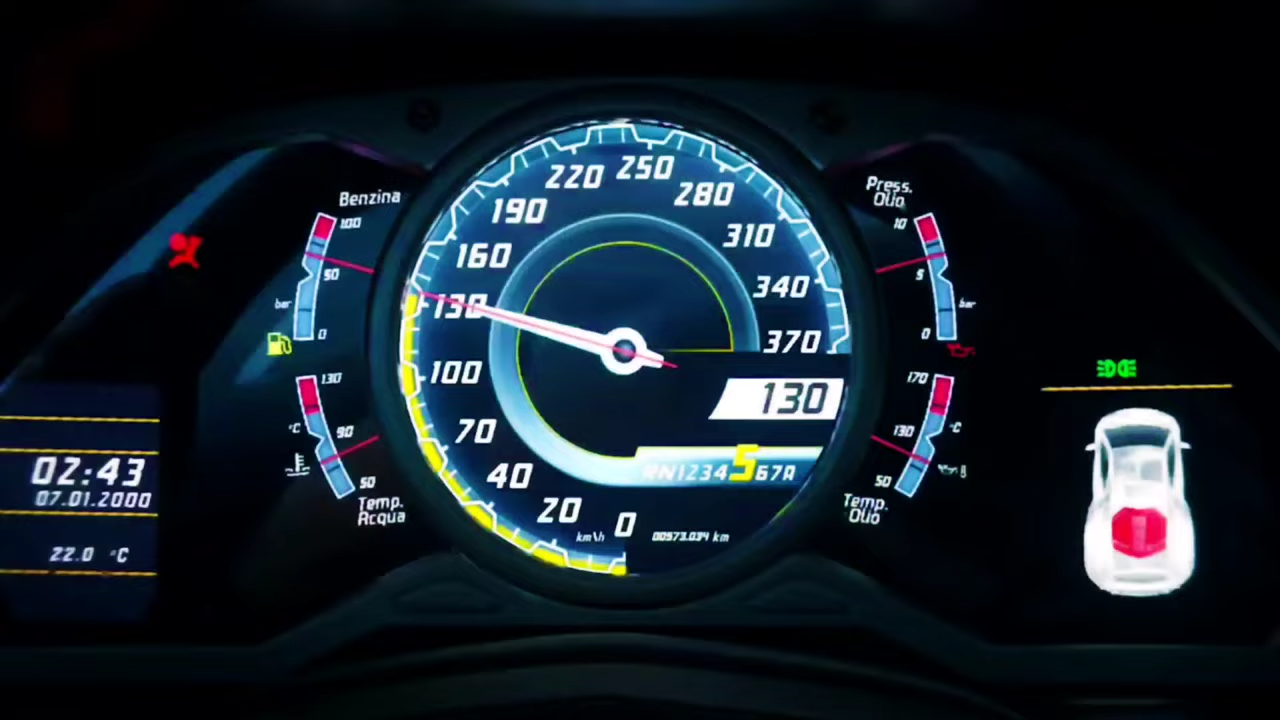 Benzina
100
50
bar
0
130
°C
90
50
Temp.
Acqua
02:43
07.01.2000
22.0 °C
250
220
280
190
310
160
340
130
370
100
130
70
RN1234567A
40
20
0
km\h
00973.034 km
Press.
Olio
10
5
bar
0
170
°C
130
50
Temp.
Olio